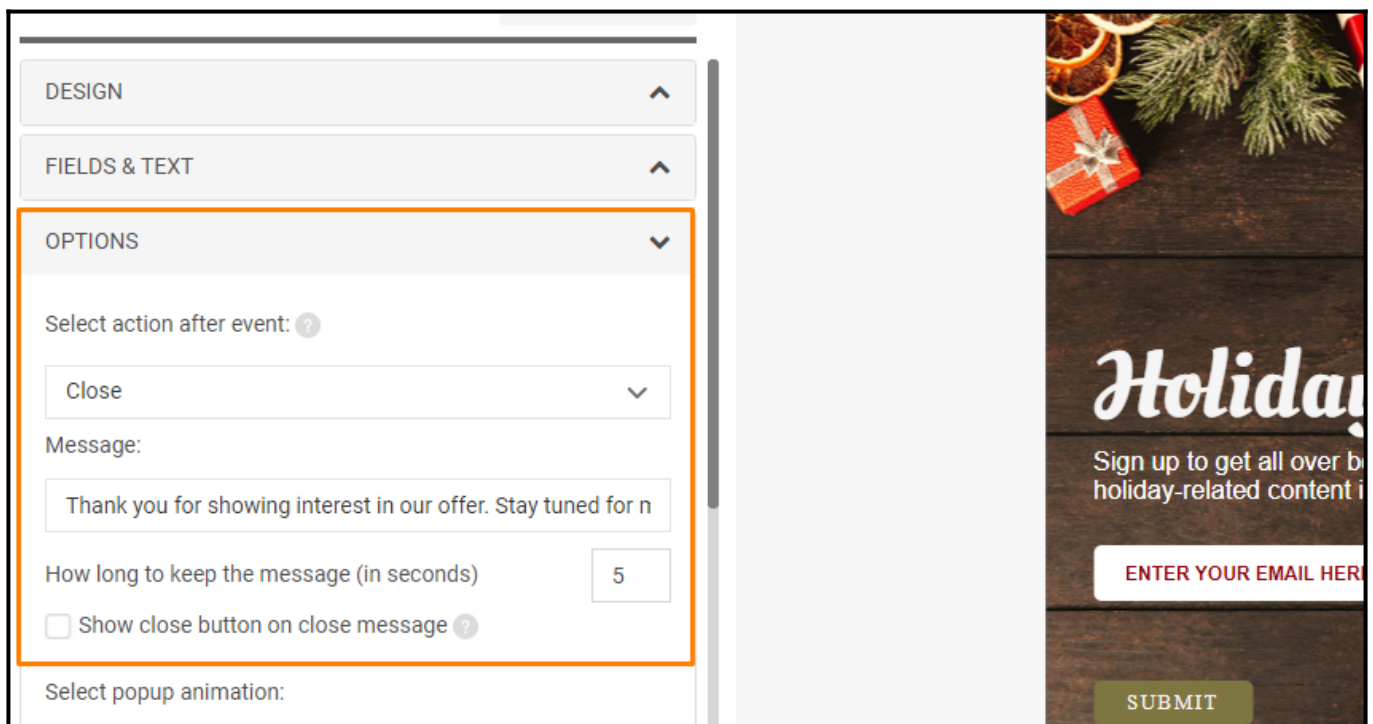 DESIGN
FIELDS & TEXT
OPTIONS
Select action after event: ?
Close
Message:
Thank you for showing interest in our offer. Stay tuned for
How long to keep the message (in seconds)
5
Show close button on close message ?
Select popup animation:
Holiday
Sign up to get all over
holiday-related content
ENTER YOUR EMAIL HERE
SUBMIT